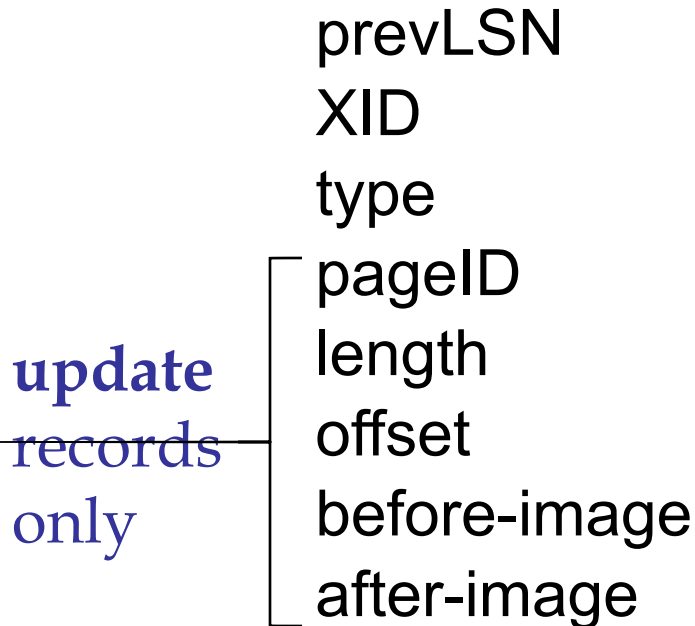 prevLSN
XID
type
pageID
length
offset
before-image
after-image
update
records
only